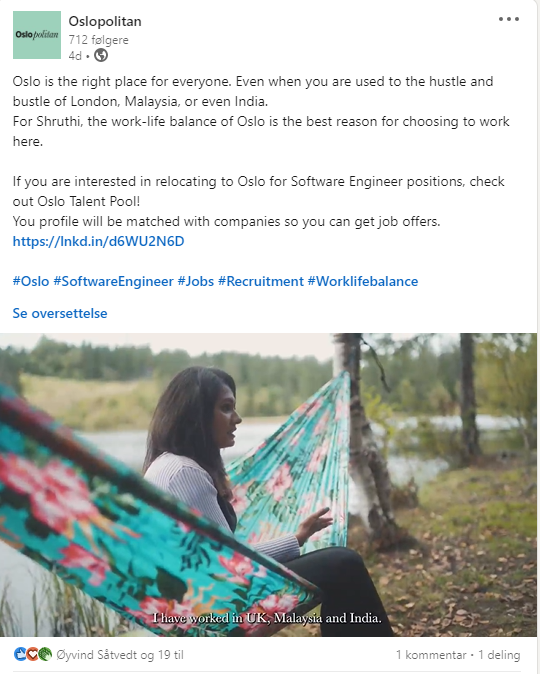 Oslopolitan
Oslopolitan
712 følgere
4d •
Oslo is the right place for everyone. Even when you are used to the hustle and
bustle of London, Malaysia, or even India.
For Shruthi, the work-life balance of Oslo is the best reason for choosing to work
here.
If you are interested in relocating to Oslo for Software Engineer positions, check
out Oslo Talent Pool!
You profile will be matched with companies so you can get job offers.
https://lnkd.in/d6WU2N6D
#Oslo #SoftwareEngineer #Jobs #Recruitment #Worklifebalance
Se oversettelse
I have worked in UK, Malaysia and India.
Øyvind Såtvedt og 19 til
1 kommentar • 1 deling